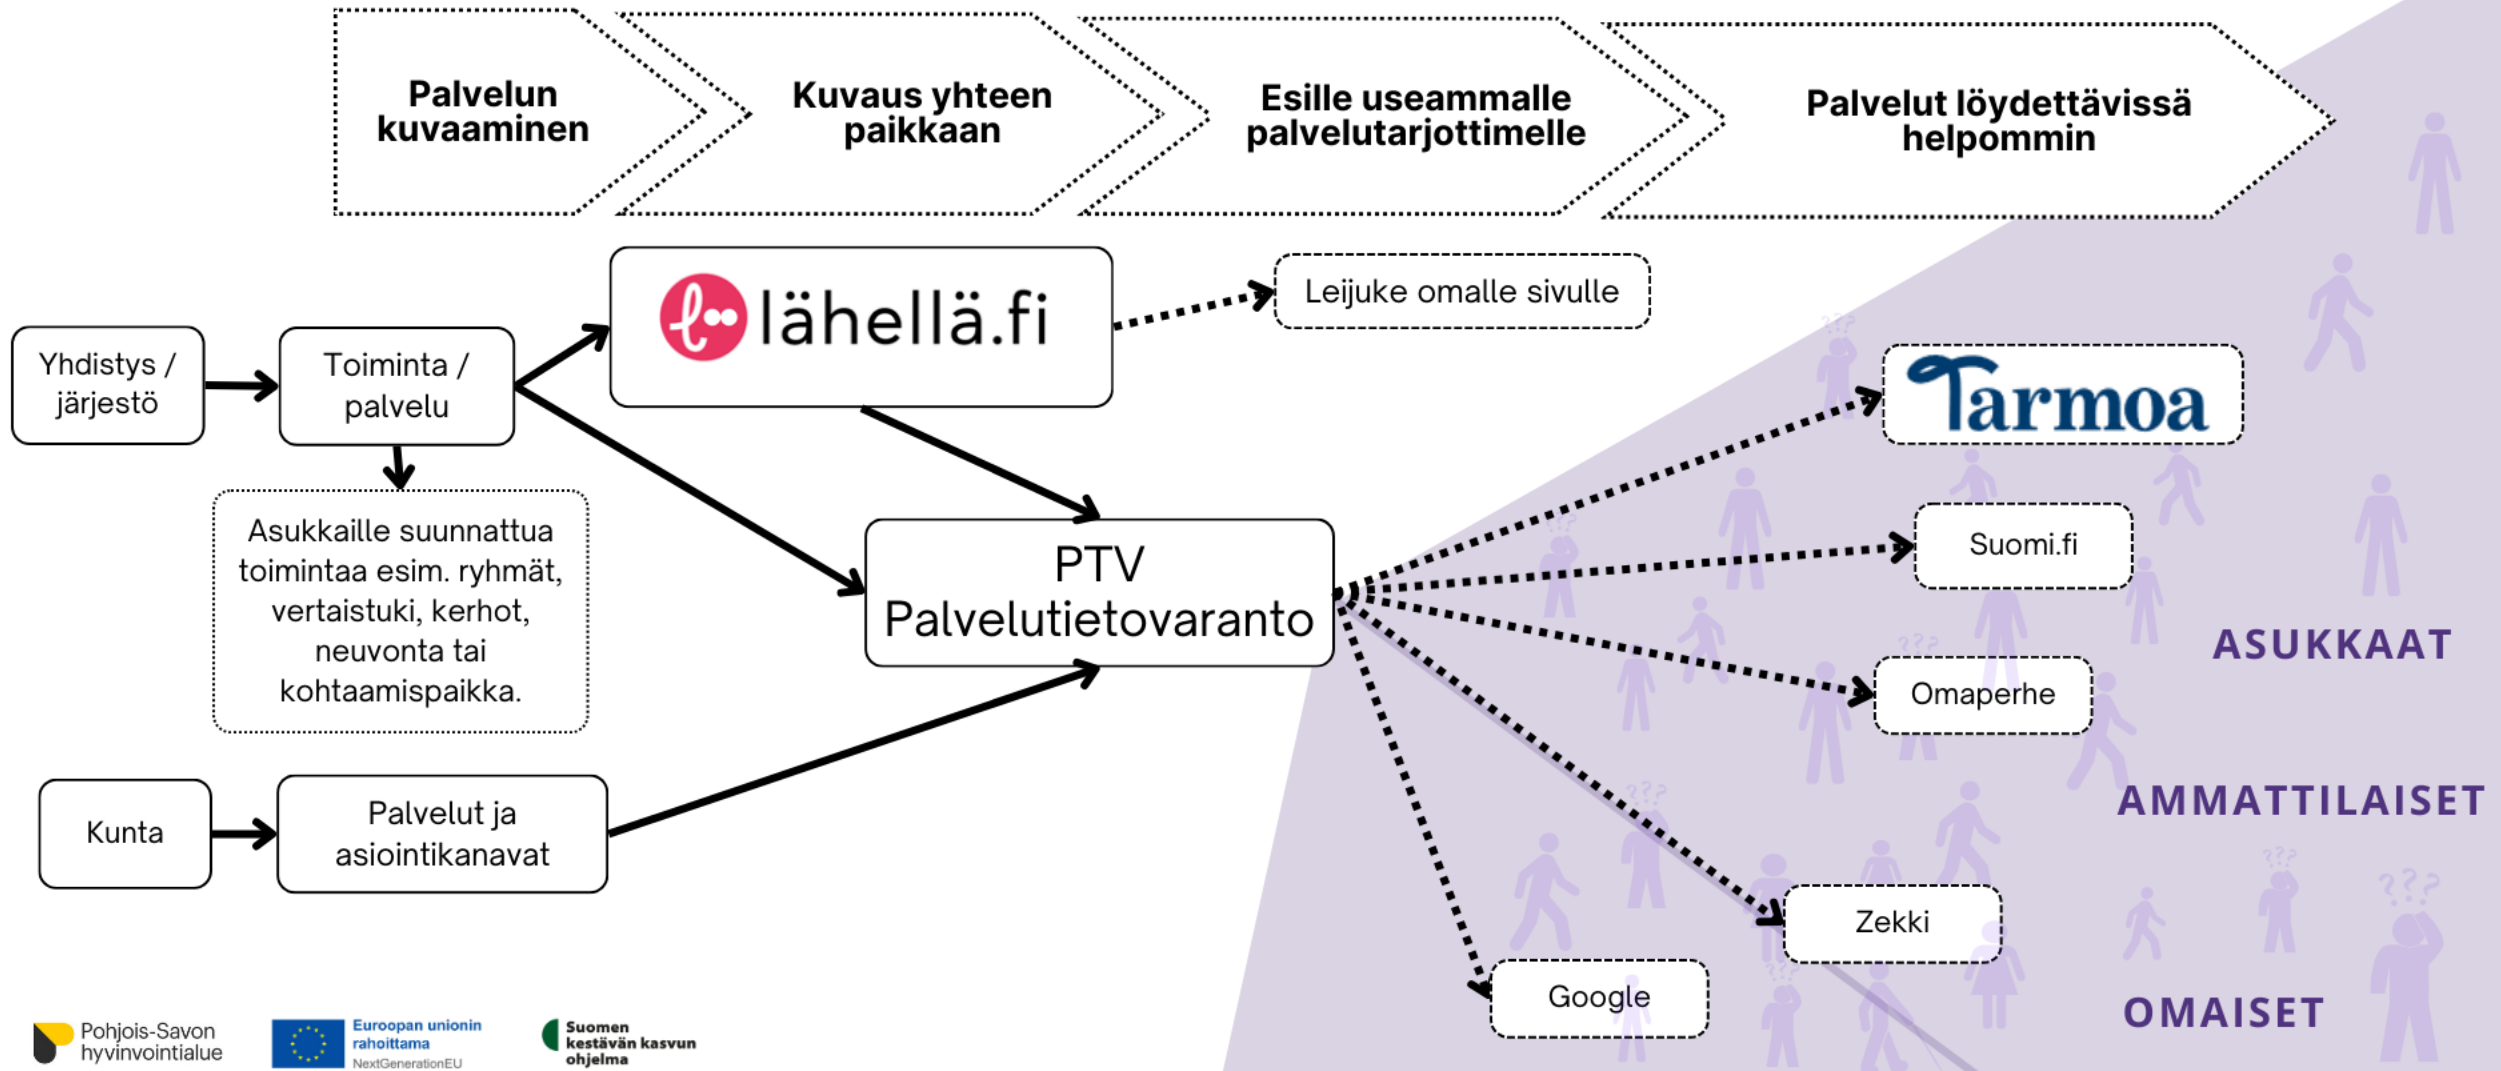 Palvelun
kuvaaminen
Kuvaus yhteen
paikkaan
Esille useammalle
palvelutarjottimelle
Palvelut löydettävissä
helpommin
lähellä.fi
Leijuke omalle sivulle
Yhdistys /
järjestö
Toiminta /
palvelu
Tarmoa
Asukkaille suunnattua
toimintaa esim. ryhmät,
vertaistuki, kerhot,
neuvonta tai
kohtaamispaikka.
PTV
Palvelutietovaranto
Suomi.fi
ASUKKAAT
Omaperhe
Kunta
Palvelut ja
asiointikanavat
AMMATTILAISET
Zekki
Google
OMAISET
???
???
???
???
???
???
???
Pohjois-Savon
hyvinvointialue
Euroopan unionin
rahoittama
NextGenerationEU
Suomen
kestävän kasvun
ohjelma